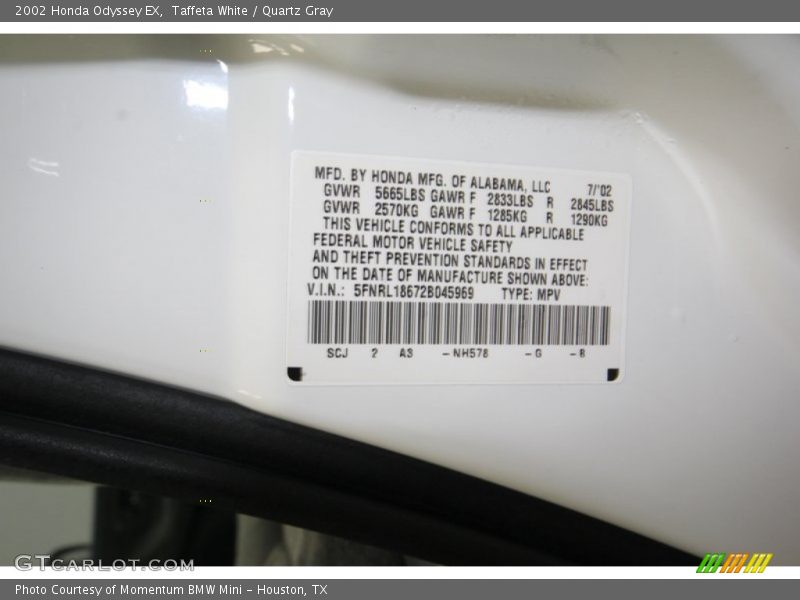 2002 Honda Odyssey EX, Taffeta White / Quartz Gray
MFD. BY HONDA MFG. OF ALABAMA, LLC 7/'02
GVWR 5665LBS GAWR F 2833LBS R 2845LBS
GVWR 2570KG GAWR F 1285KG R 1290KG
THIS VEHICLE CONFORMS TO ALL APPLICABLE
FEDERAL MOTOR VEHICLE SAFETY
AND THEFT PREVENTION STANDARDS IN EFFECT
ON THE DATE OF MANUFACTURE SHOWN ABOVE:
V.I.N.: 5FNRL18672B045969 TYPE: MPV
SCJ 2 A3 -NH578 -G -B
GTCARLOT.COM
Photo Courtesy of Momentum BMW Mini - Houston, TX